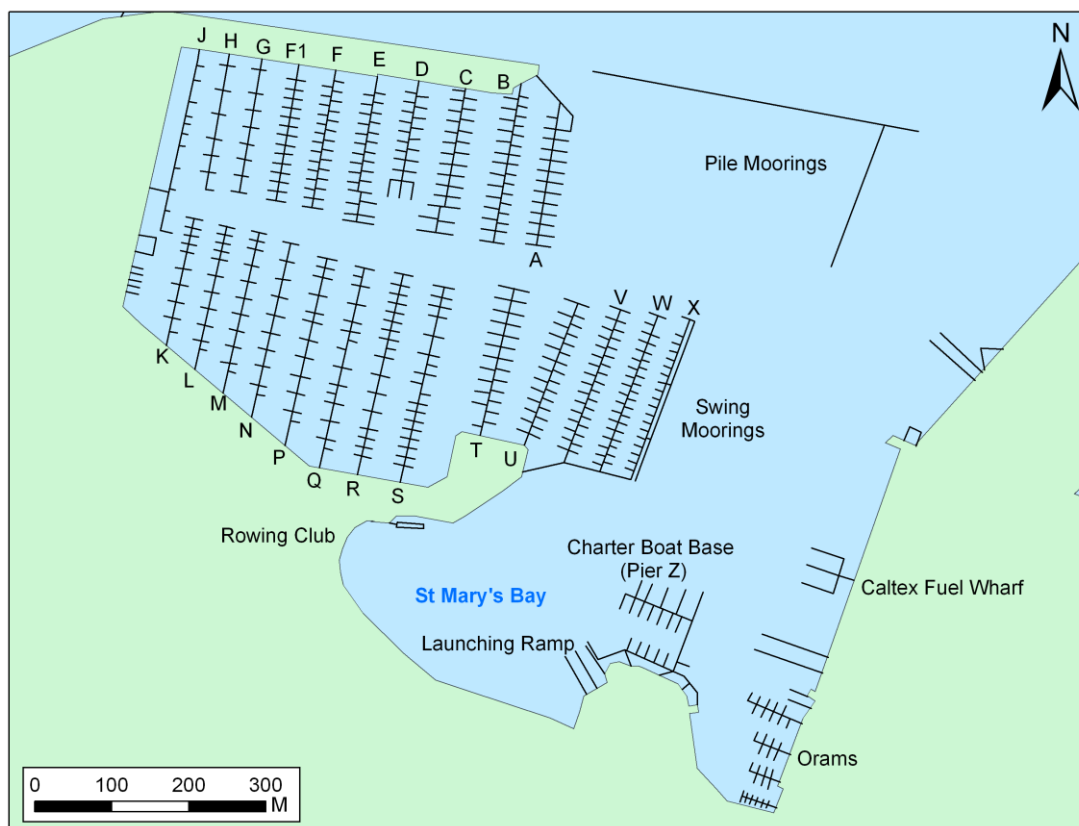 J H G F1 F E D C B
N
Pile Moorings
A
V W X
K
L
M
N
P
Q
R
S
T
U
Swing
Moorings
Rowing Club
Charter Boat Base
(Pier Z)
Caltex Fuel Wharf
St Mary's Bay
Launching Ramp
Orams
0 100 200 300
M